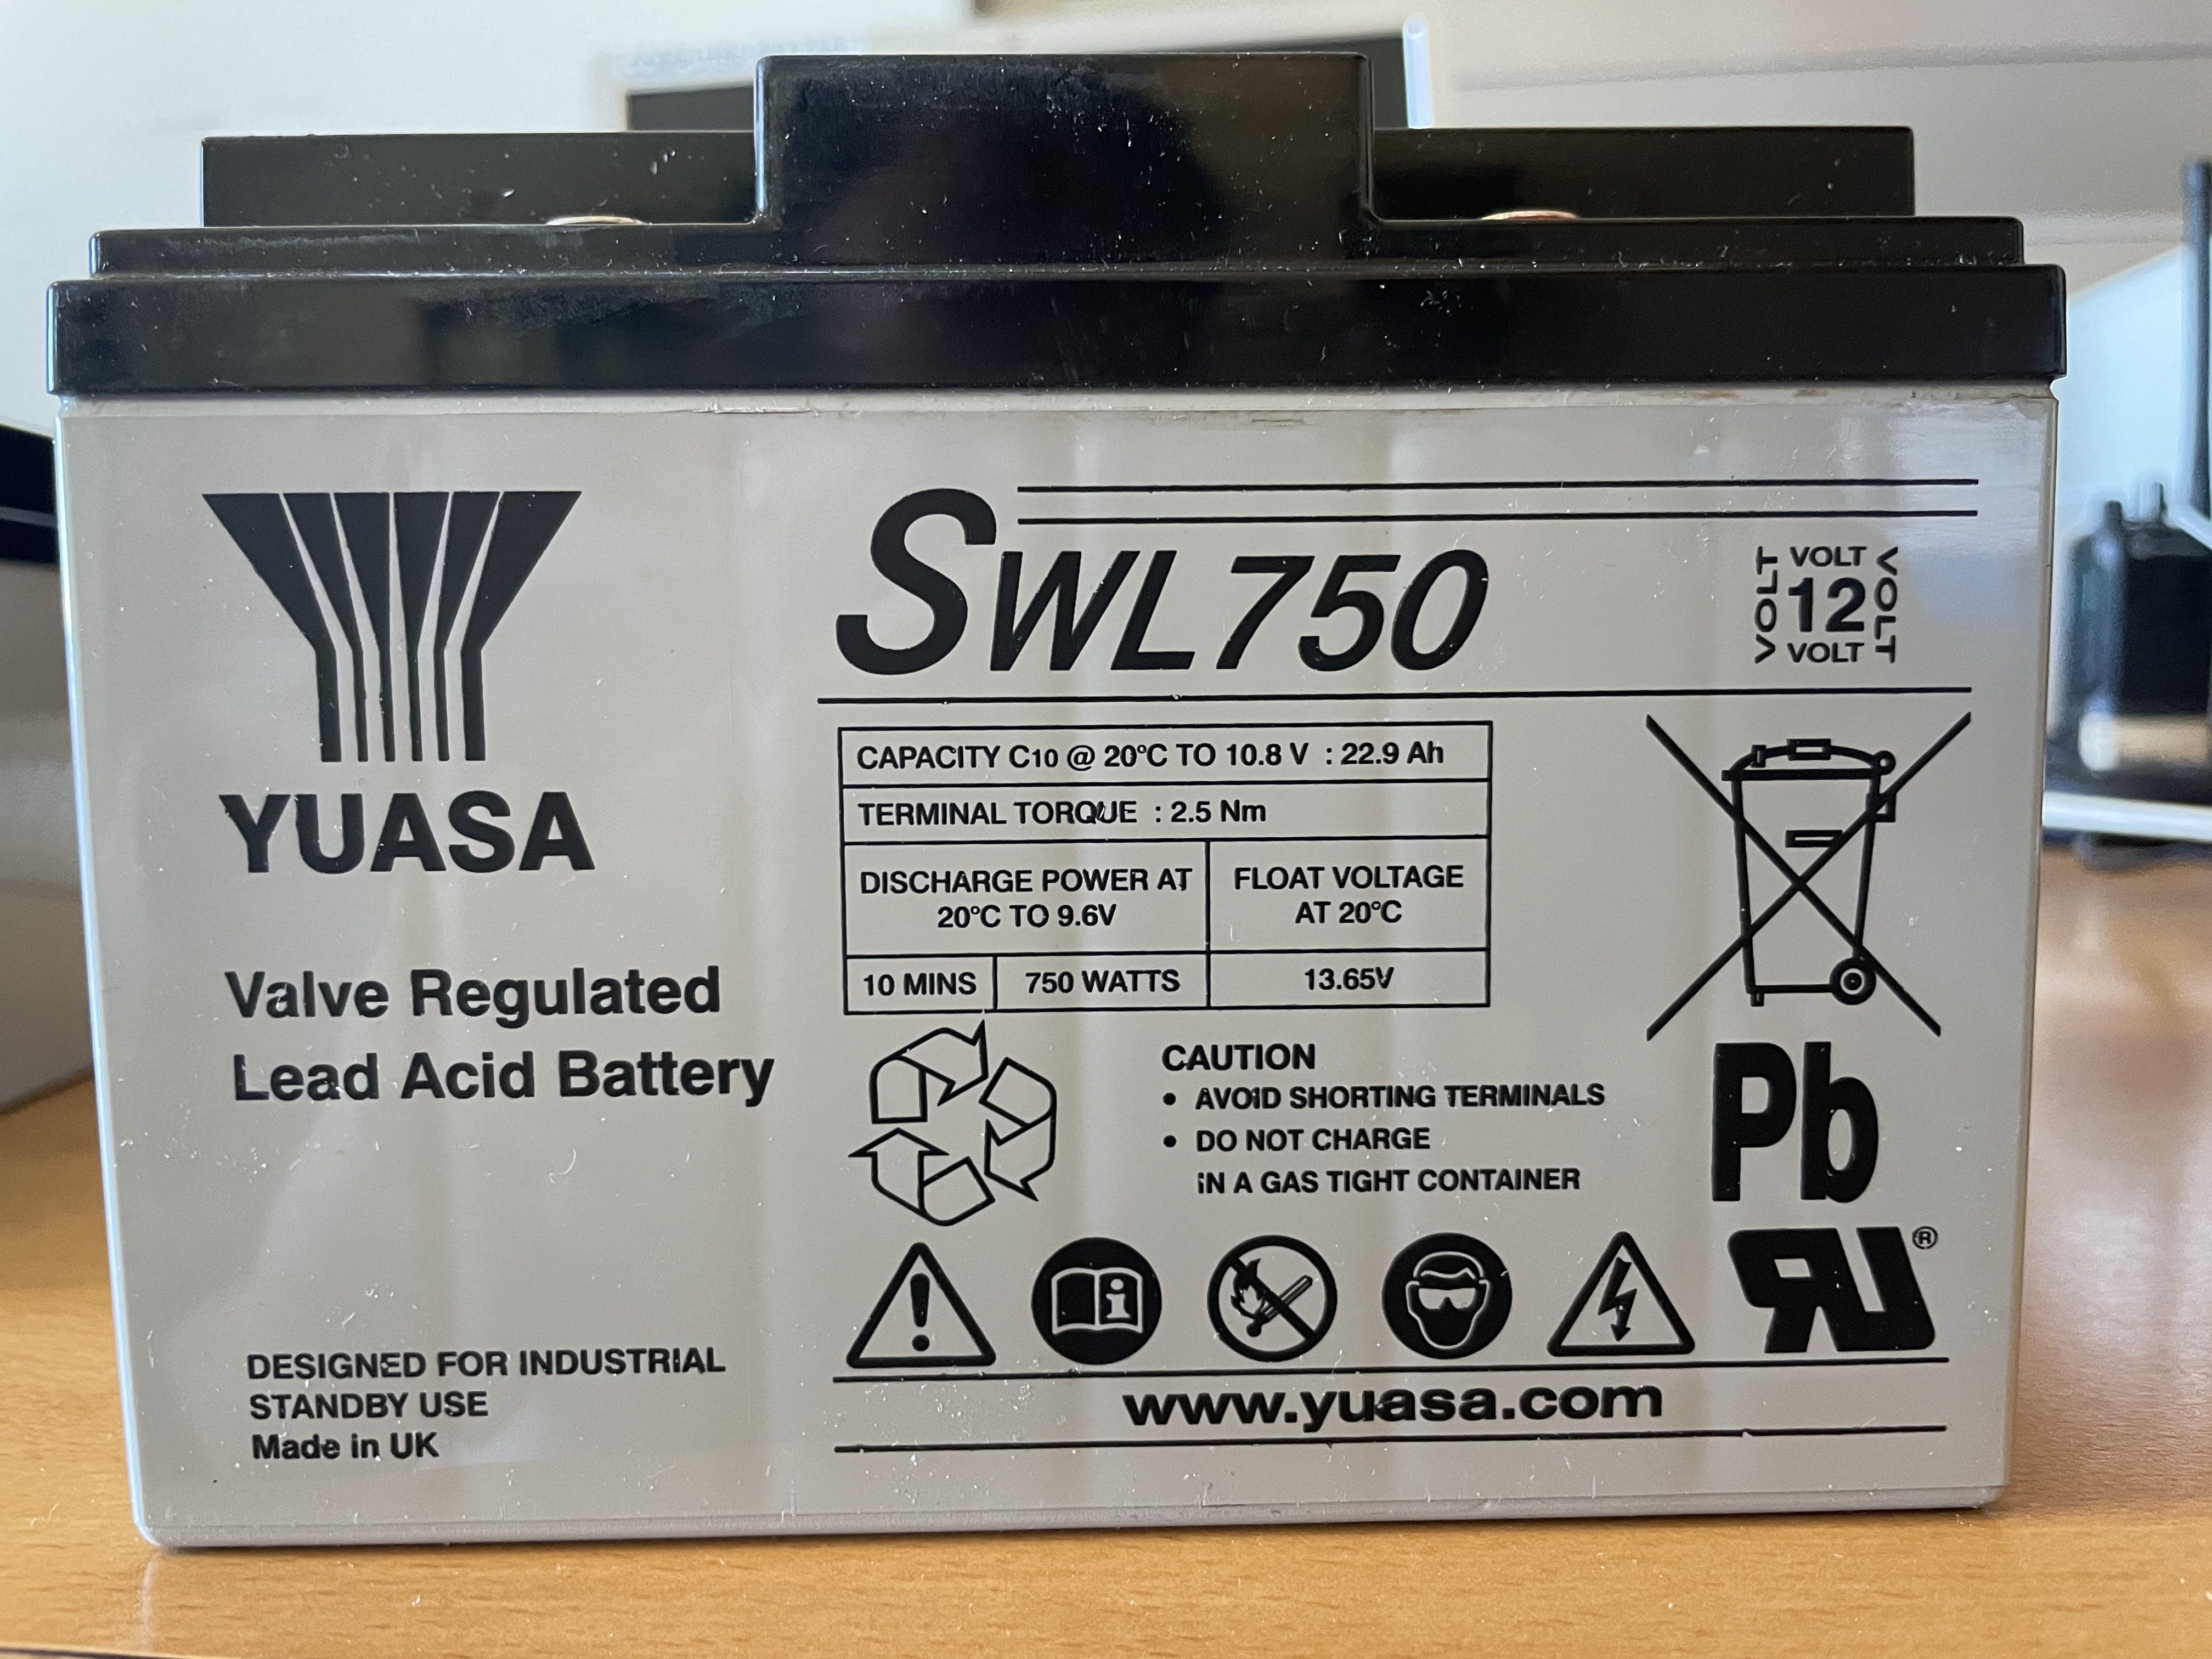 YUASA
Valve Regulated
Lead Acid Battery
DESIGNED FOR INDUSTRIAL
STANDBY USE
Made in UK
SWL750
VOLT
VOLT 12 VOLT
VOLT
CAPACITY C10 @ 20°C TO 10.8 V : 22.9 Ah
TERMINAL TORQUE : 2.5 Nm
DISCHARGE POWER AT
20°C TO 9.6V
FLOAT VOLTAGE
AT 20°C
10 MINS 750 WATTS 13.65V
CAUTION
• AVOID SHORTING TERMINALS
• DO NOT CHARGE
IN A GAS TIGHT CONTAINER
Pb
RU®
www.yuasa.com